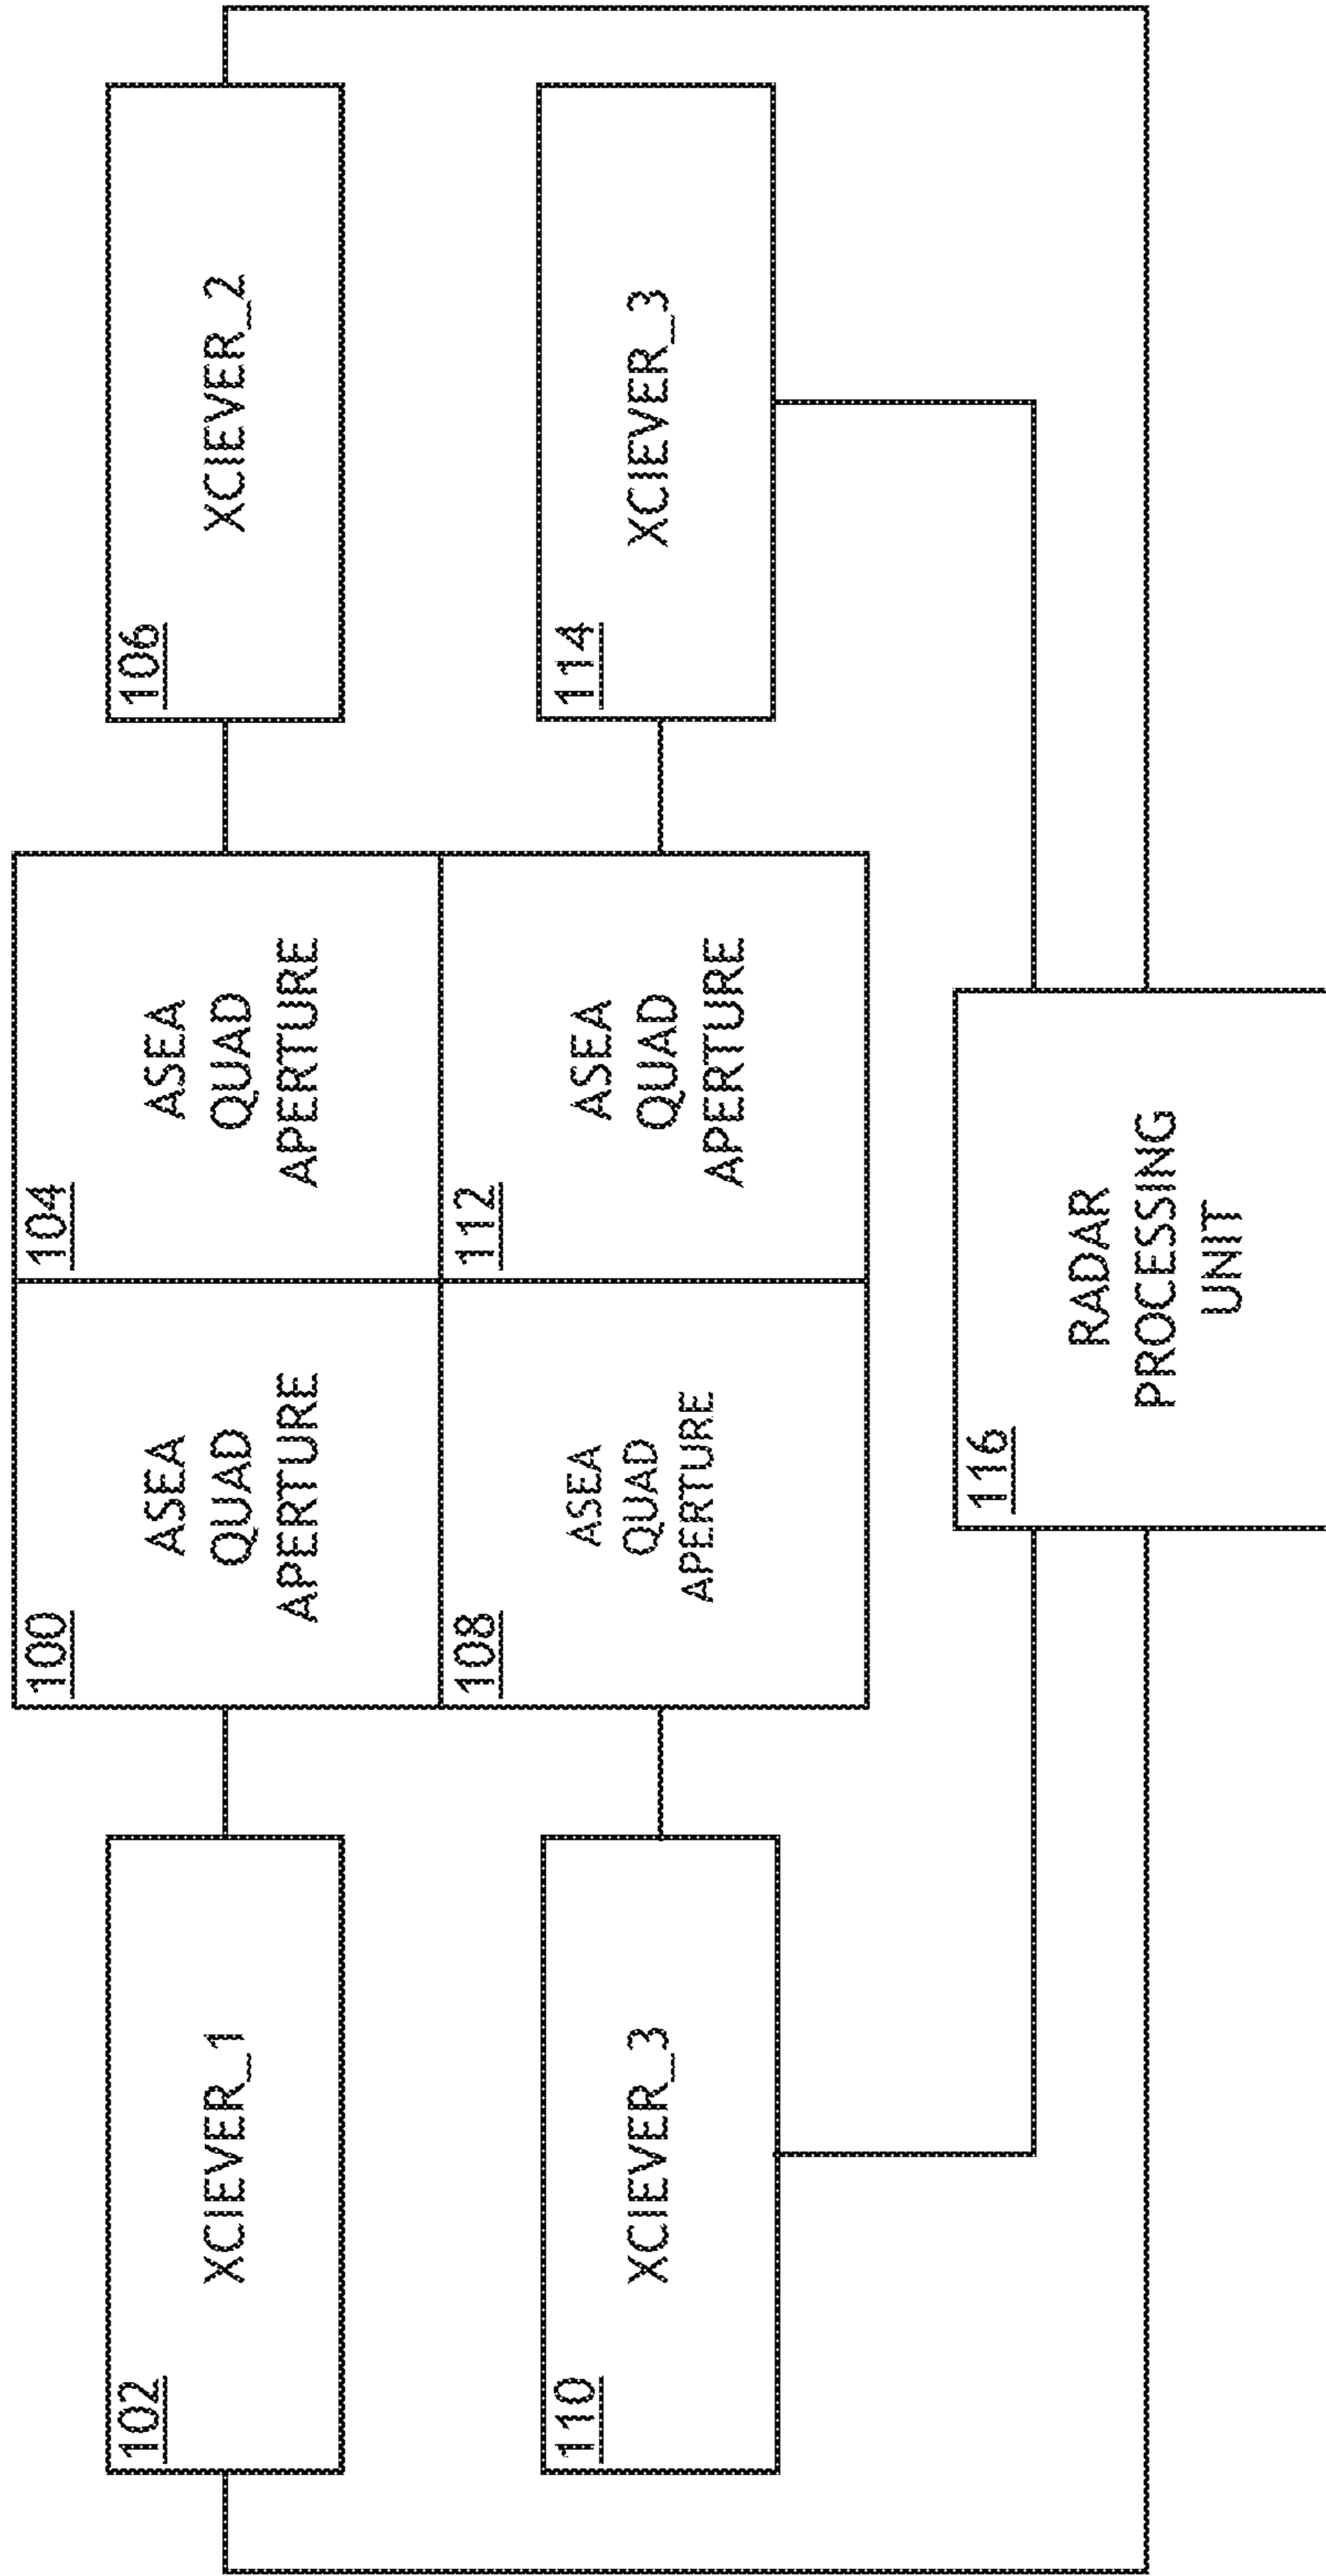 102
XCIEVER_1
100
ASEA
QUAD
APERTURE
104
ASEA
QUAD
APERTURE
106
XCIEVER_2
110
XCIEVER_3
108
ASEA
QUAD
APERTURE
112
ASEA
QUAD
APERTURE
114
XCIEVER_3
116
RADAR
PROCESSING
UNIT